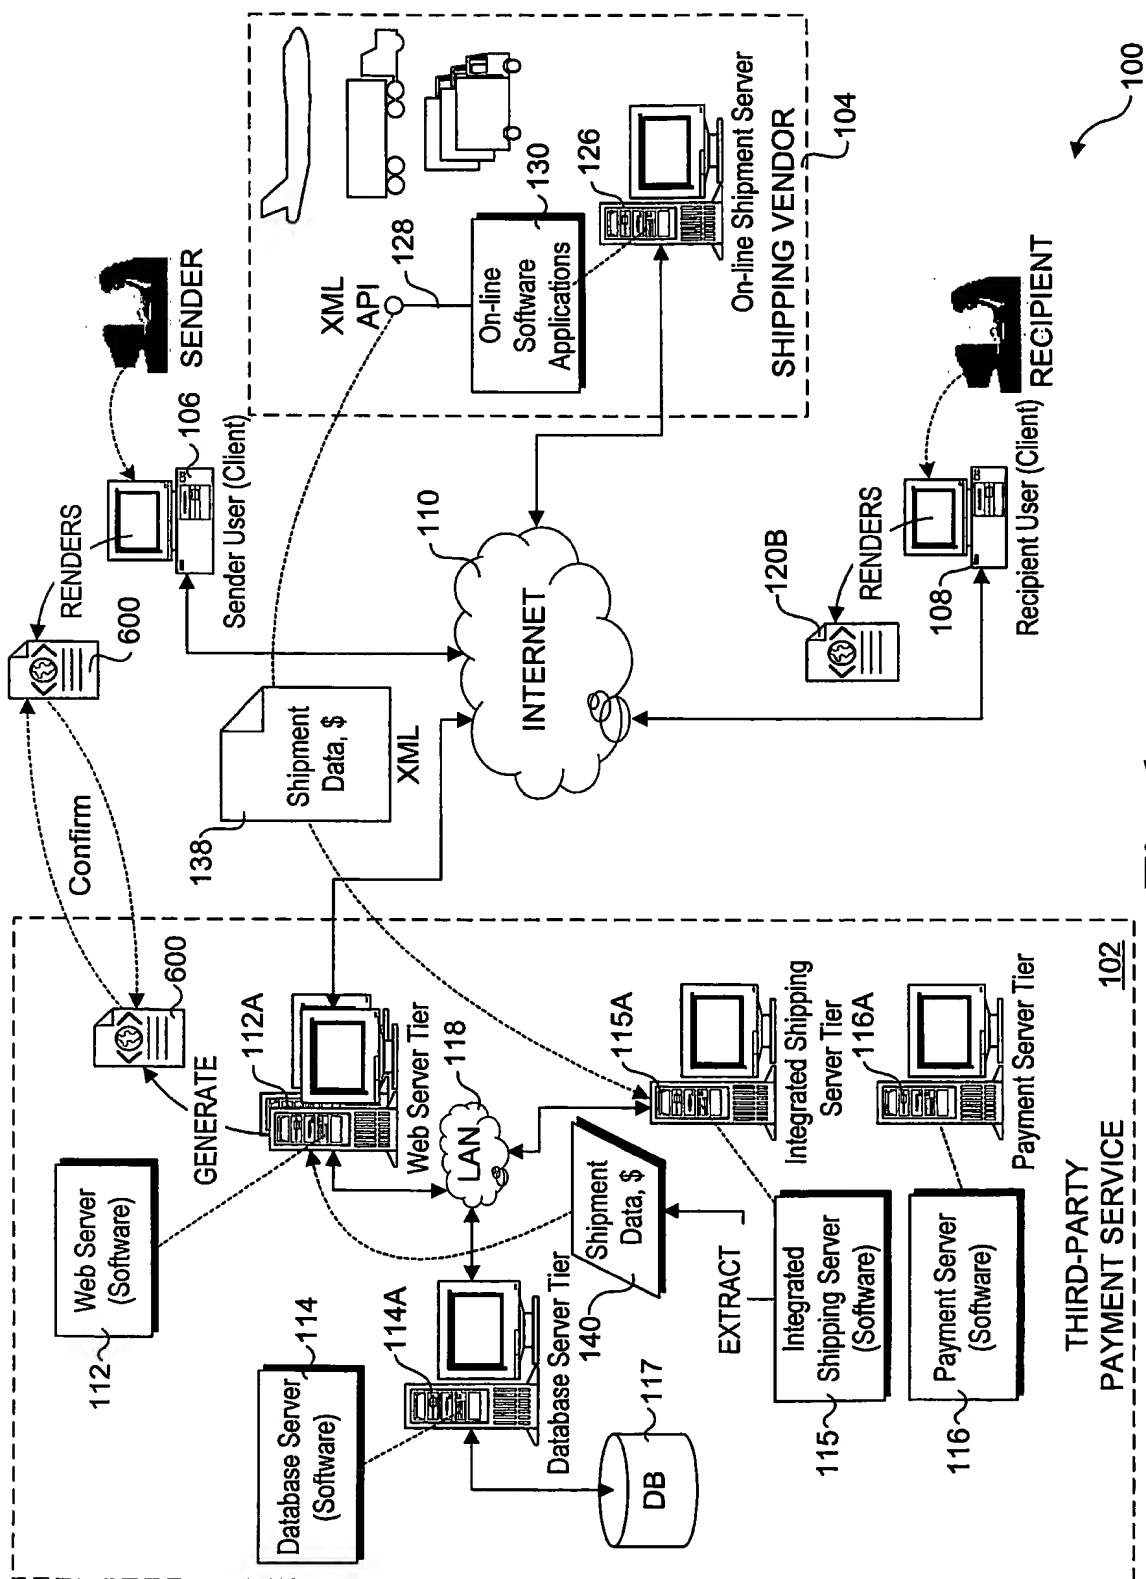 100
SENDER
RENDERS
106
Sender User (Client)
600
Confirm
600
GENERATE
112A
Web Server Tier
Web Server
(Software)
112
Database Server
(Software)
114
114A
Database Server Tier
DB
117
LAN
118
Shipment
Data, $
140
EXTRACT
Integrated
Shipping Server
(Software)
115
115A
Integrated Shipping
Server Tier
Payment Server
(Software)
116
116A
Payment Server Tier
THIRD-PARTY
PAYMENT SERVICE
102
138
Shipment
Data, $
XML
INTERNET
110
XML
API
128
On-line
Software
Applications
130
126
On-line Shipment Server
SHIPPING VENDOR
104
120B
RENDERS
108
Recipient User (Client)
RECIPIENT